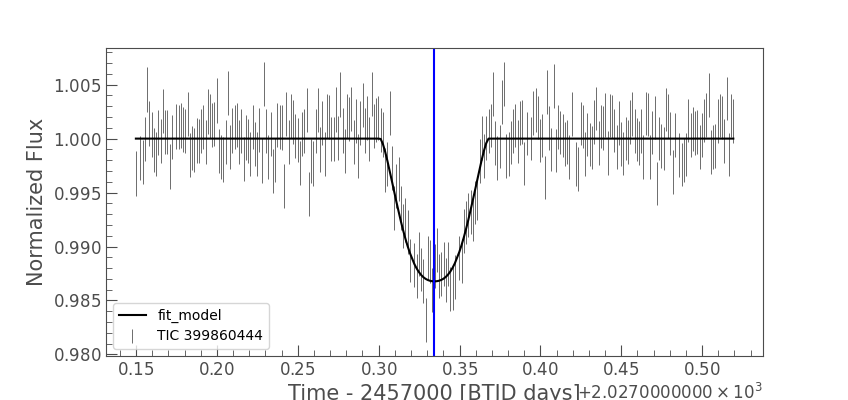 Normalized Flux
1.005
1.000
0.995
0.990
0.985
0.980
fit_model
TIC 399860444
0.15 0.20 0.25 0.30 0.35 0.40 0.45 0.50
Time - 2457000 [BTJD days] +2.0270000000 × 10³